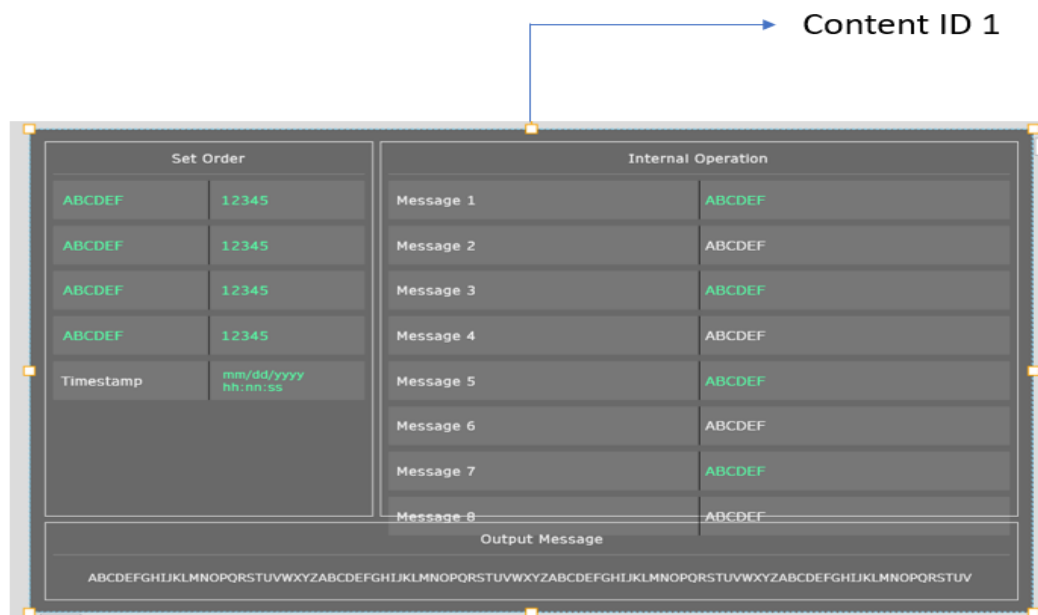 Content ID 1
Set Order
ABCDEF 12345
ABCDEF 12345
ABCDEF 12345
ABCDEF 12345
Timestamp mm/dd/yyyy
hh:nn:ss
Internal Operation
Message 1 ABCDEF
Message 2 ABCDEF
Message 3 ABCDEF
Message 4 ABCDEF
Message 5 ABCDEF
Message 6 ABCDEF
Message 7 ABCDEF
Message 8 ABCDEF
Output Message
ABCDEFGHIJKLMNOPQRSTUVWXYZABCDEFGHIJKLMNOPQRSTUVWXYZABCDEFGHIJKLMNOPQRSTUVWXYZABCDEFGHIJKLMNOPQRSTUV